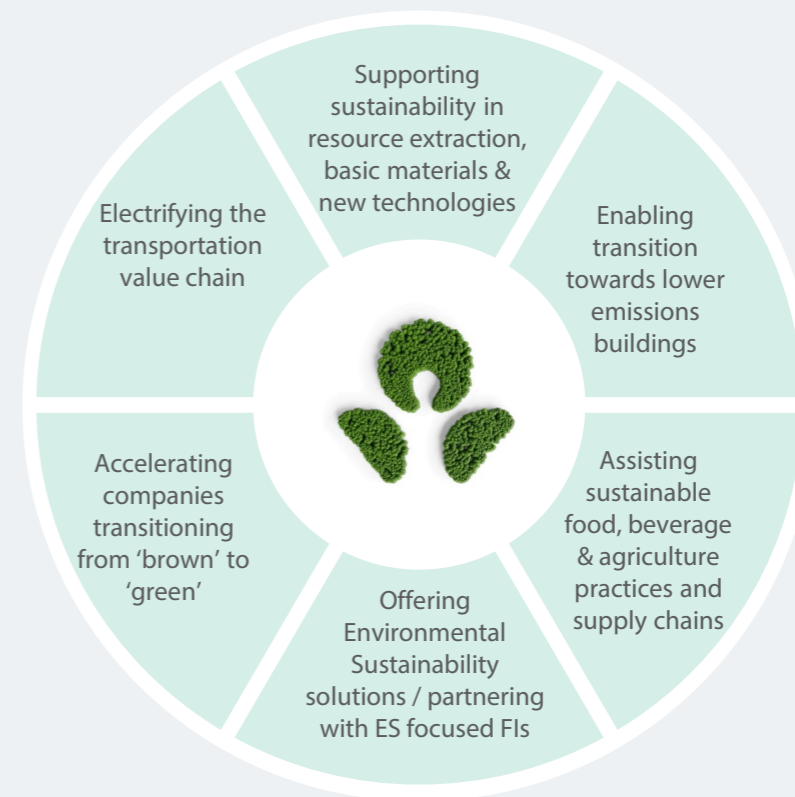 Supporting
sustainability in
resource extraction,
basic materials &
new technologies
Enabling
transition
towards lower
emissions
buildings
Assisting
sustainable
food, beverage
& agriculture
practices and
supply chains
Offering
Environmental
Sustainability
solutions / partnering
with ES focused FIs
Accelerating
companies
transitioning
from ‘brown’ to
‘green’
Electrifying the
transportation
value chain